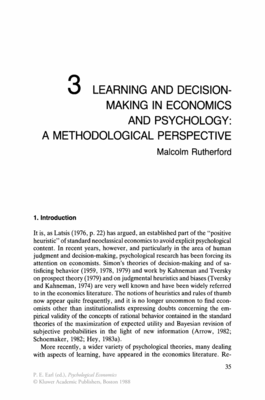 3 LEARNING AND DECISION-
MAKING IN ECONOMICS
AND PSYCHOLOGY:
A METHODOLOGICAL PERSPECTIVE
Malcolm Rutherford
1. Introduction
It is, as Latsis (1976, p. 22) has argued, an established part of the "positive
heuristic" of standard neoclassical economics to avoid explicit psychological
content. In recent years, however, and particularly in the area of human
judgment and decision-making, psychological research has been forcing its
attention on economists. Simon's theories of decision-making and of sa-
tisficing behavior (1959, 1978, 1979) and work by Kahneman and Tversky
on prospect theory (1979) and on judgmental heuristics and biases (Tversky
and Kahneman, 1974) are very well known and have been widely referred
to in the economics literature. The notions of heuristics and rules of thumb
now appear quite frequently, and it is no longer uncommon to find econ-
omists other than institutionalists expressing doubts concerning the em-
pirical validity of the concepts of rational behavior contained in the standard
theories of the maximization of expected utility and Bayesian revision of
subjective probabilities in the light of new information (Arrow, 1982;
Schoemaker, 1982; Hey, 1983a).
More recently, a wider variety of psychological theories, many dealing
with aspects of learning, have appeared in the economics literature. Re-
35
P. E. Earl (ed.), Psychological Economics
© Kluwer Academic Publishers, Boston 1988